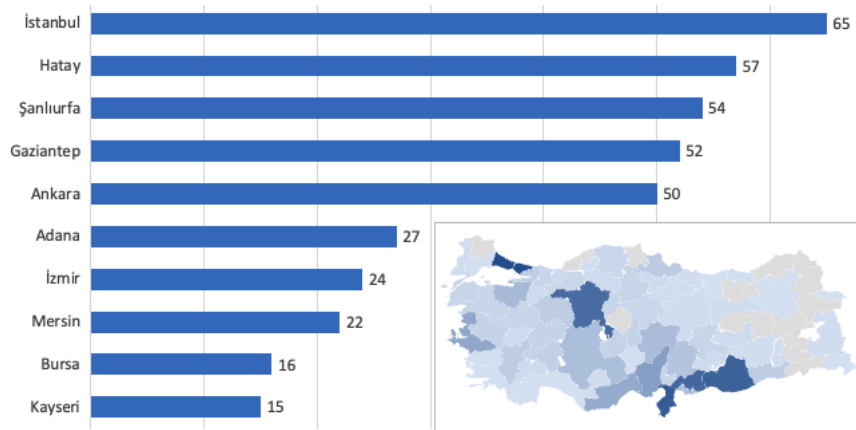 İstanbul 65
Hatay 57
Şanlıurfa 54
Gaziantep 52
Ankara 50
Adana 27
İzmir 24
Mersin 22
Bursa 16
Kayseri 15